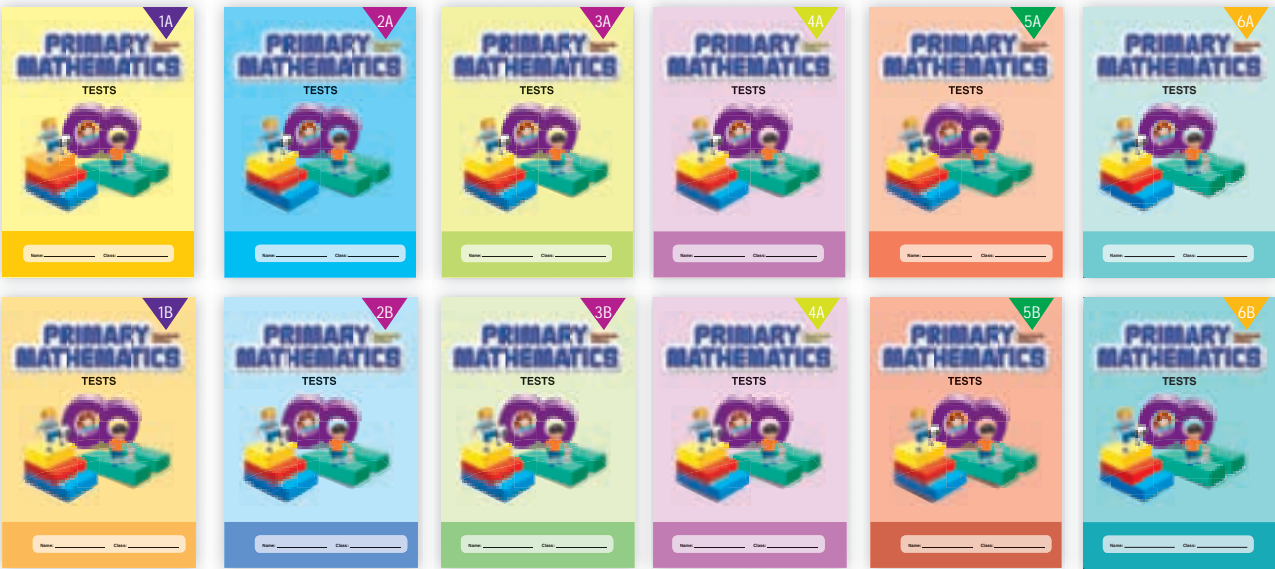 1A
PRIMARY
MATHEMATICS
TESTS
Name: Class:
2A
PRIMARY
MATHEMATICS
TESTS
Name: Class:
3A
PRIMARY
MATHEMATICS
TESTS
Name: Class:
4A
PRIMARY
MATHEMATICS
TESTS
Name: Class:
5A
PRIMARY
MATHEMATICS
TESTS
Name: Class:
6A
PRIMARY
MATHEMATICS
TESTS
Name: Class:
1B
PRIMARY
MATHEMATICS
TESTS
Name: Class:
2B
PRIMARY
MATHEMATICS
TESTS
Name: Class:
3B
PRIMARY
MATHEMATICS
TESTS
Name: Class:
4A
PRIMARY
MATHEMATICS
TESTS
Name: Class:
5B
PRIMARY
MATHEMATICS
TESTS
Name: Class:
6B
PRIMARY
MATHEMATICS
TESTS
Name: Class: